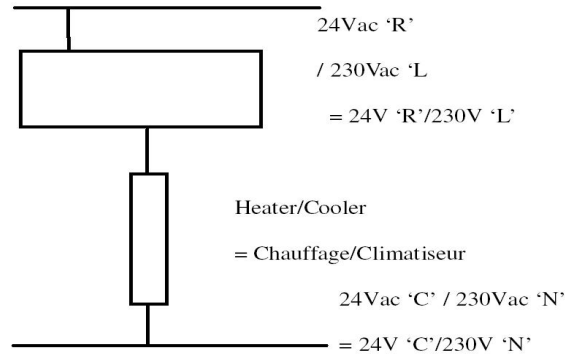 24Vac ‘R’
/ 230Vac ‘L
= 24V ‘R’/230V ‘L’
Heater/Cooler
= Chauffage/Climatiseur
24Vac ‘C’ / 230Vac ‘N’
= 24V ‘C’/230V ‘N’